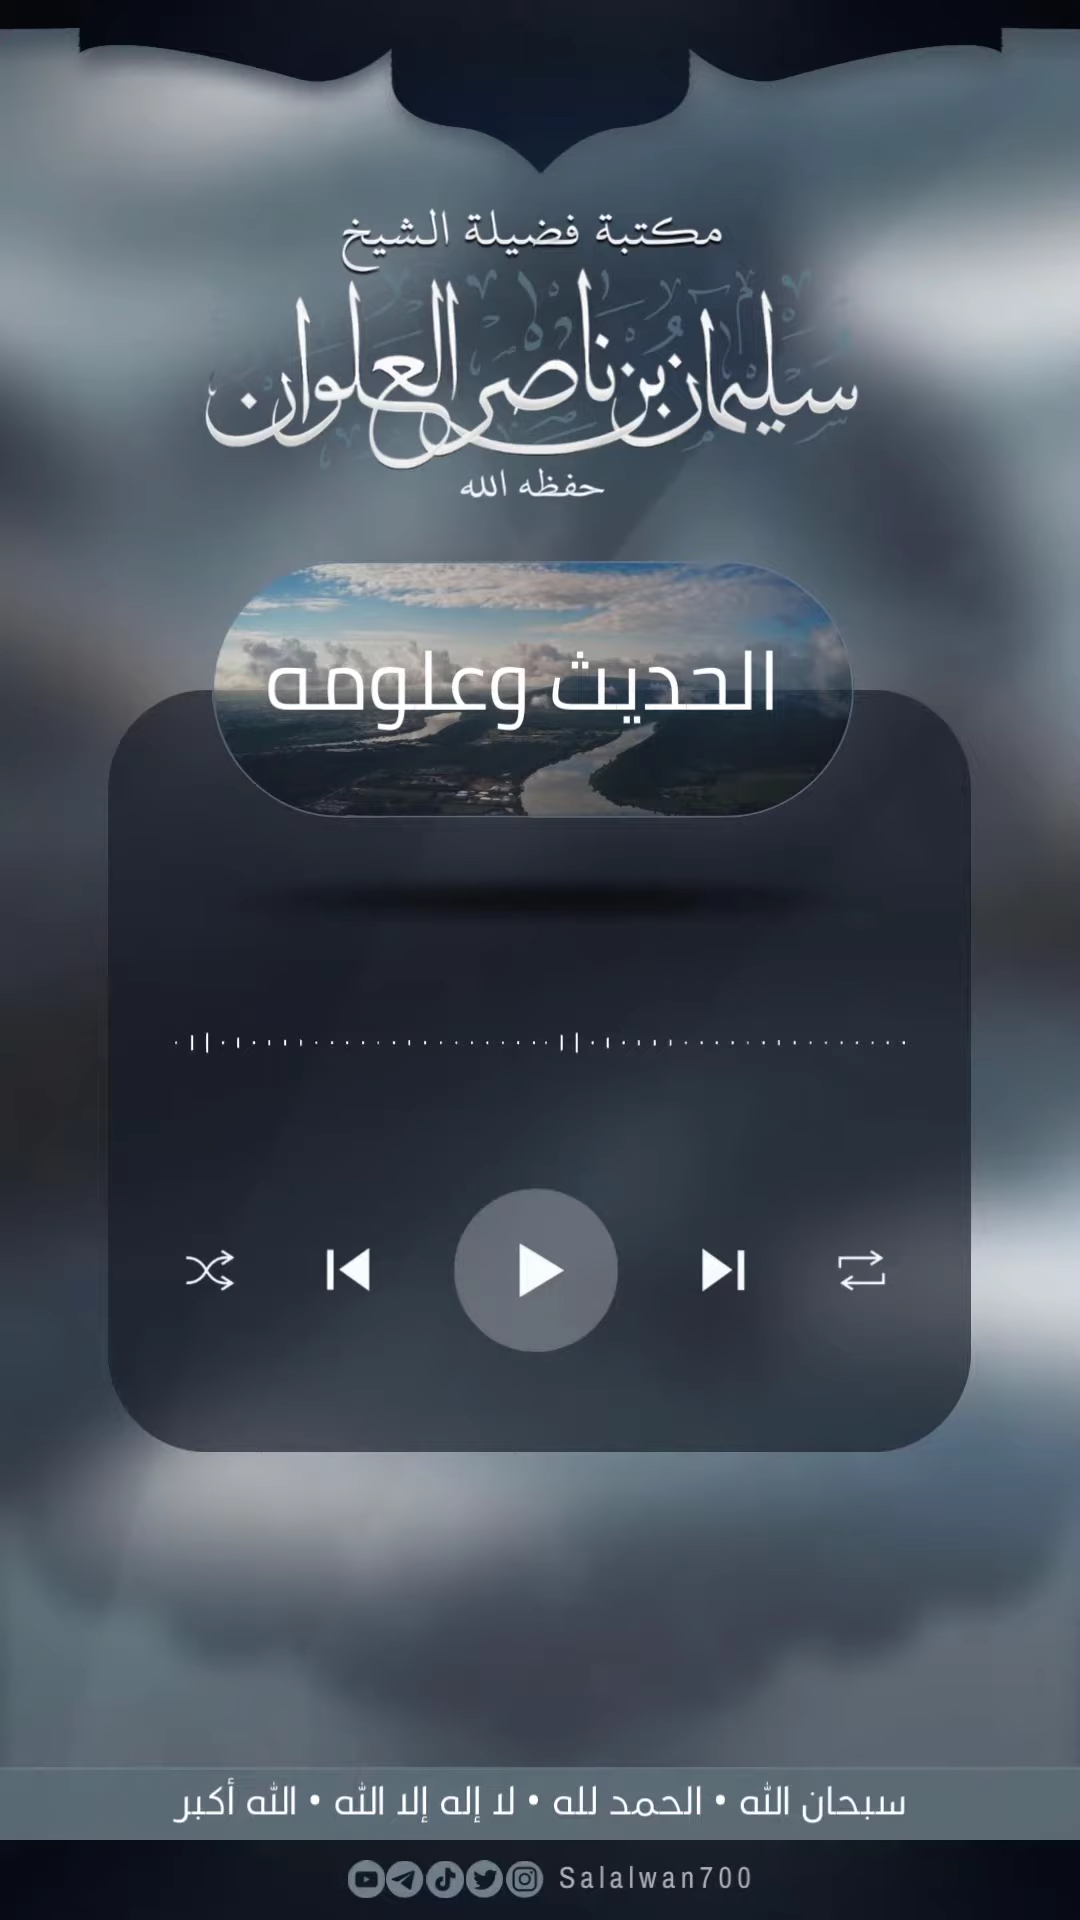 مكتبة فضيلة الشيخ
سليمان بن ناصر العلوان
حفظه الله
الحديث وعلومه
سبحان الله • الحمد لله • لا إله إلا الله • الله أكبر
Salalwan700